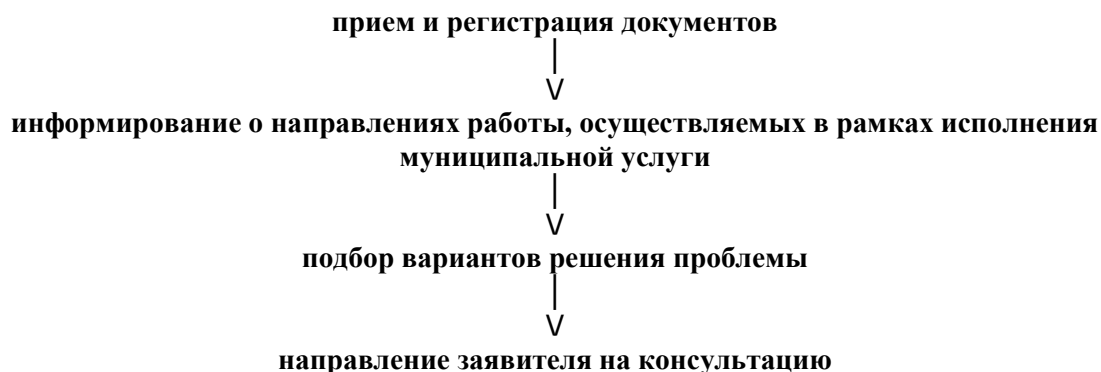 прием и регистрация документов
информирование о направлениях работы, осуществляемых в рамках исполнения
муниципальной услуги
подбор вариантов решения проблемы
направление заявителя на консультацию